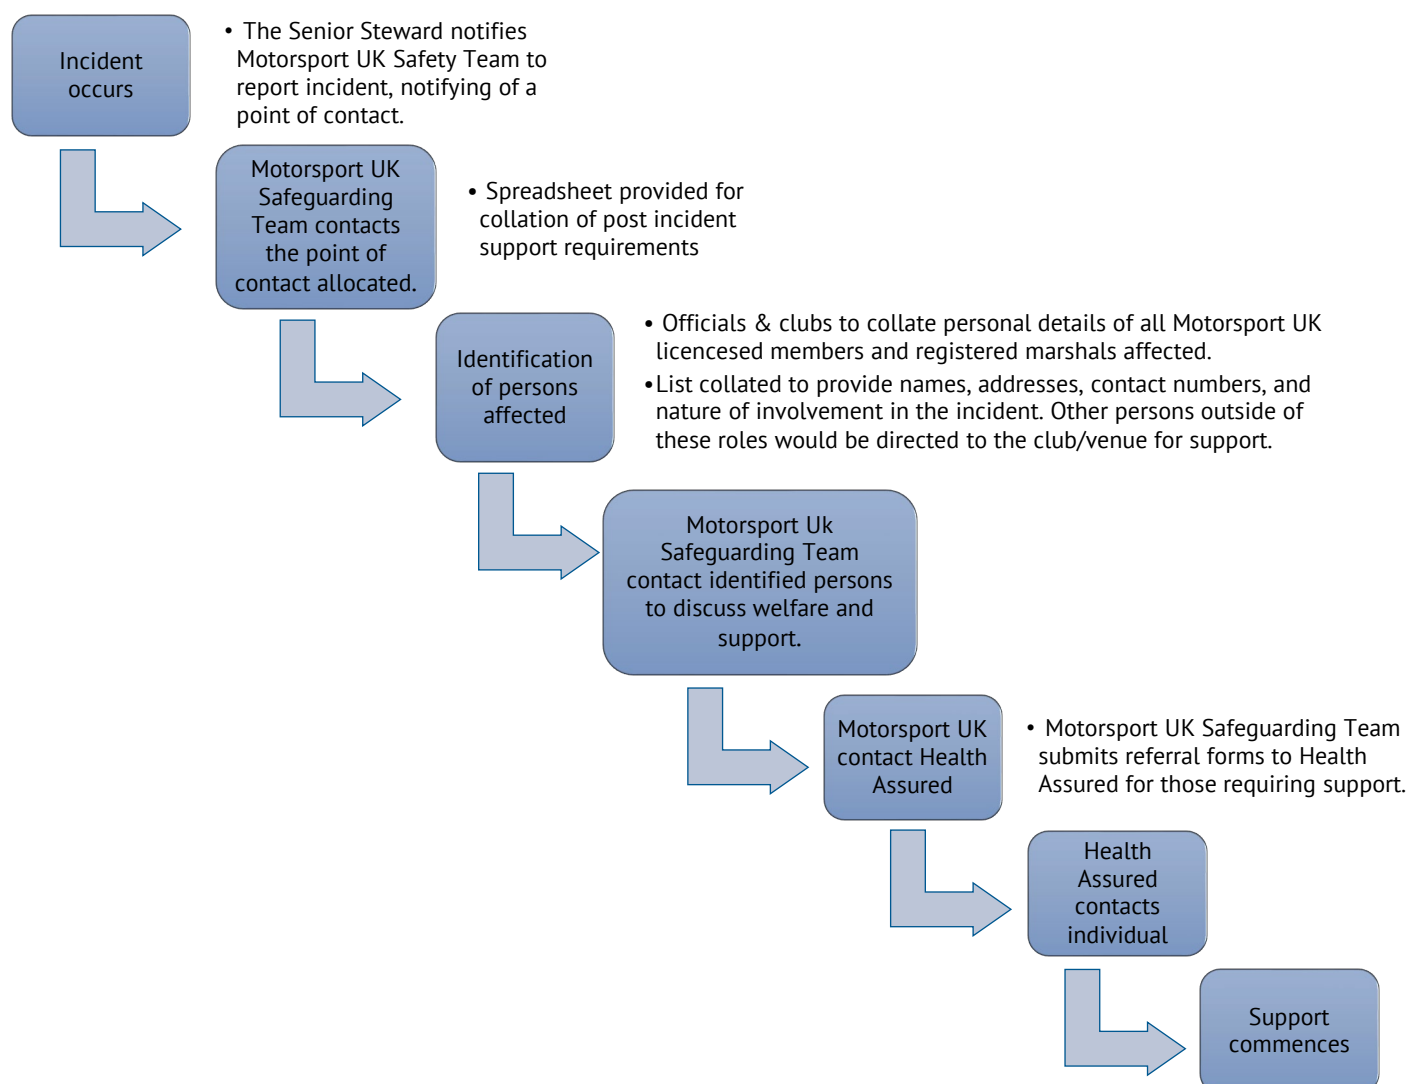 Incident
occurs
• The Senior Steward notifies
Motorsport UK Safety Team to
report incident, notifying of a
point of contact.
Motorsport UK
Safeguarding
Team contacts
the point of
contact allocated.
• Spreadsheet provided for
collation of post incident
support requirements
Identification
of persons
affected
• Officials & clubs to collate personal details of all Motorsport UK
licencesed members and registered marshals affected.
•List collated to provide names, addresses, contact numbers, and
nature of involvement in the incident. Other persons outside of
these roles would be directed to the club/venue for support.
Motorsport Uk
Safeguarding Team
contact identified persons
to discuss welfare and
support.
Motorsport UK
contact Health
Assured
• Motorsport UK Safeguarding Team
submits referral forms to Health
Assured for those requiring support.
Health
Assured
contacts
individual
Support
commences